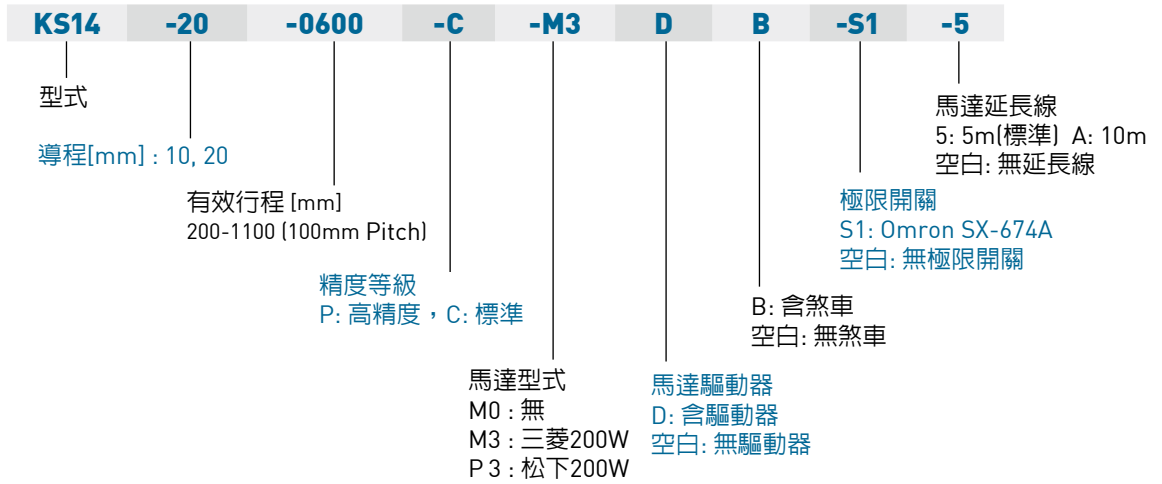 KS14 -20 -0600 -C -M3 D B -S1 -5
型式
導程[mm] : 10, 20
有效行程 [mm]
200-1100 (100mm Pitch)
精度等級
P: 高精度，C: 標準
馬達型式
M0 : 無
M3 : 三菱200W
P 3 : 松下200W
馬達驅動器
D: 含驅動器
空白: 無驅動器
B: 含煞車
空白: 無煞車
極限開關
S1: Omron SX-674A
空白: 無極限開關
馬達延長線
5: 5m(標準) A: 10m
空白: 無延長線